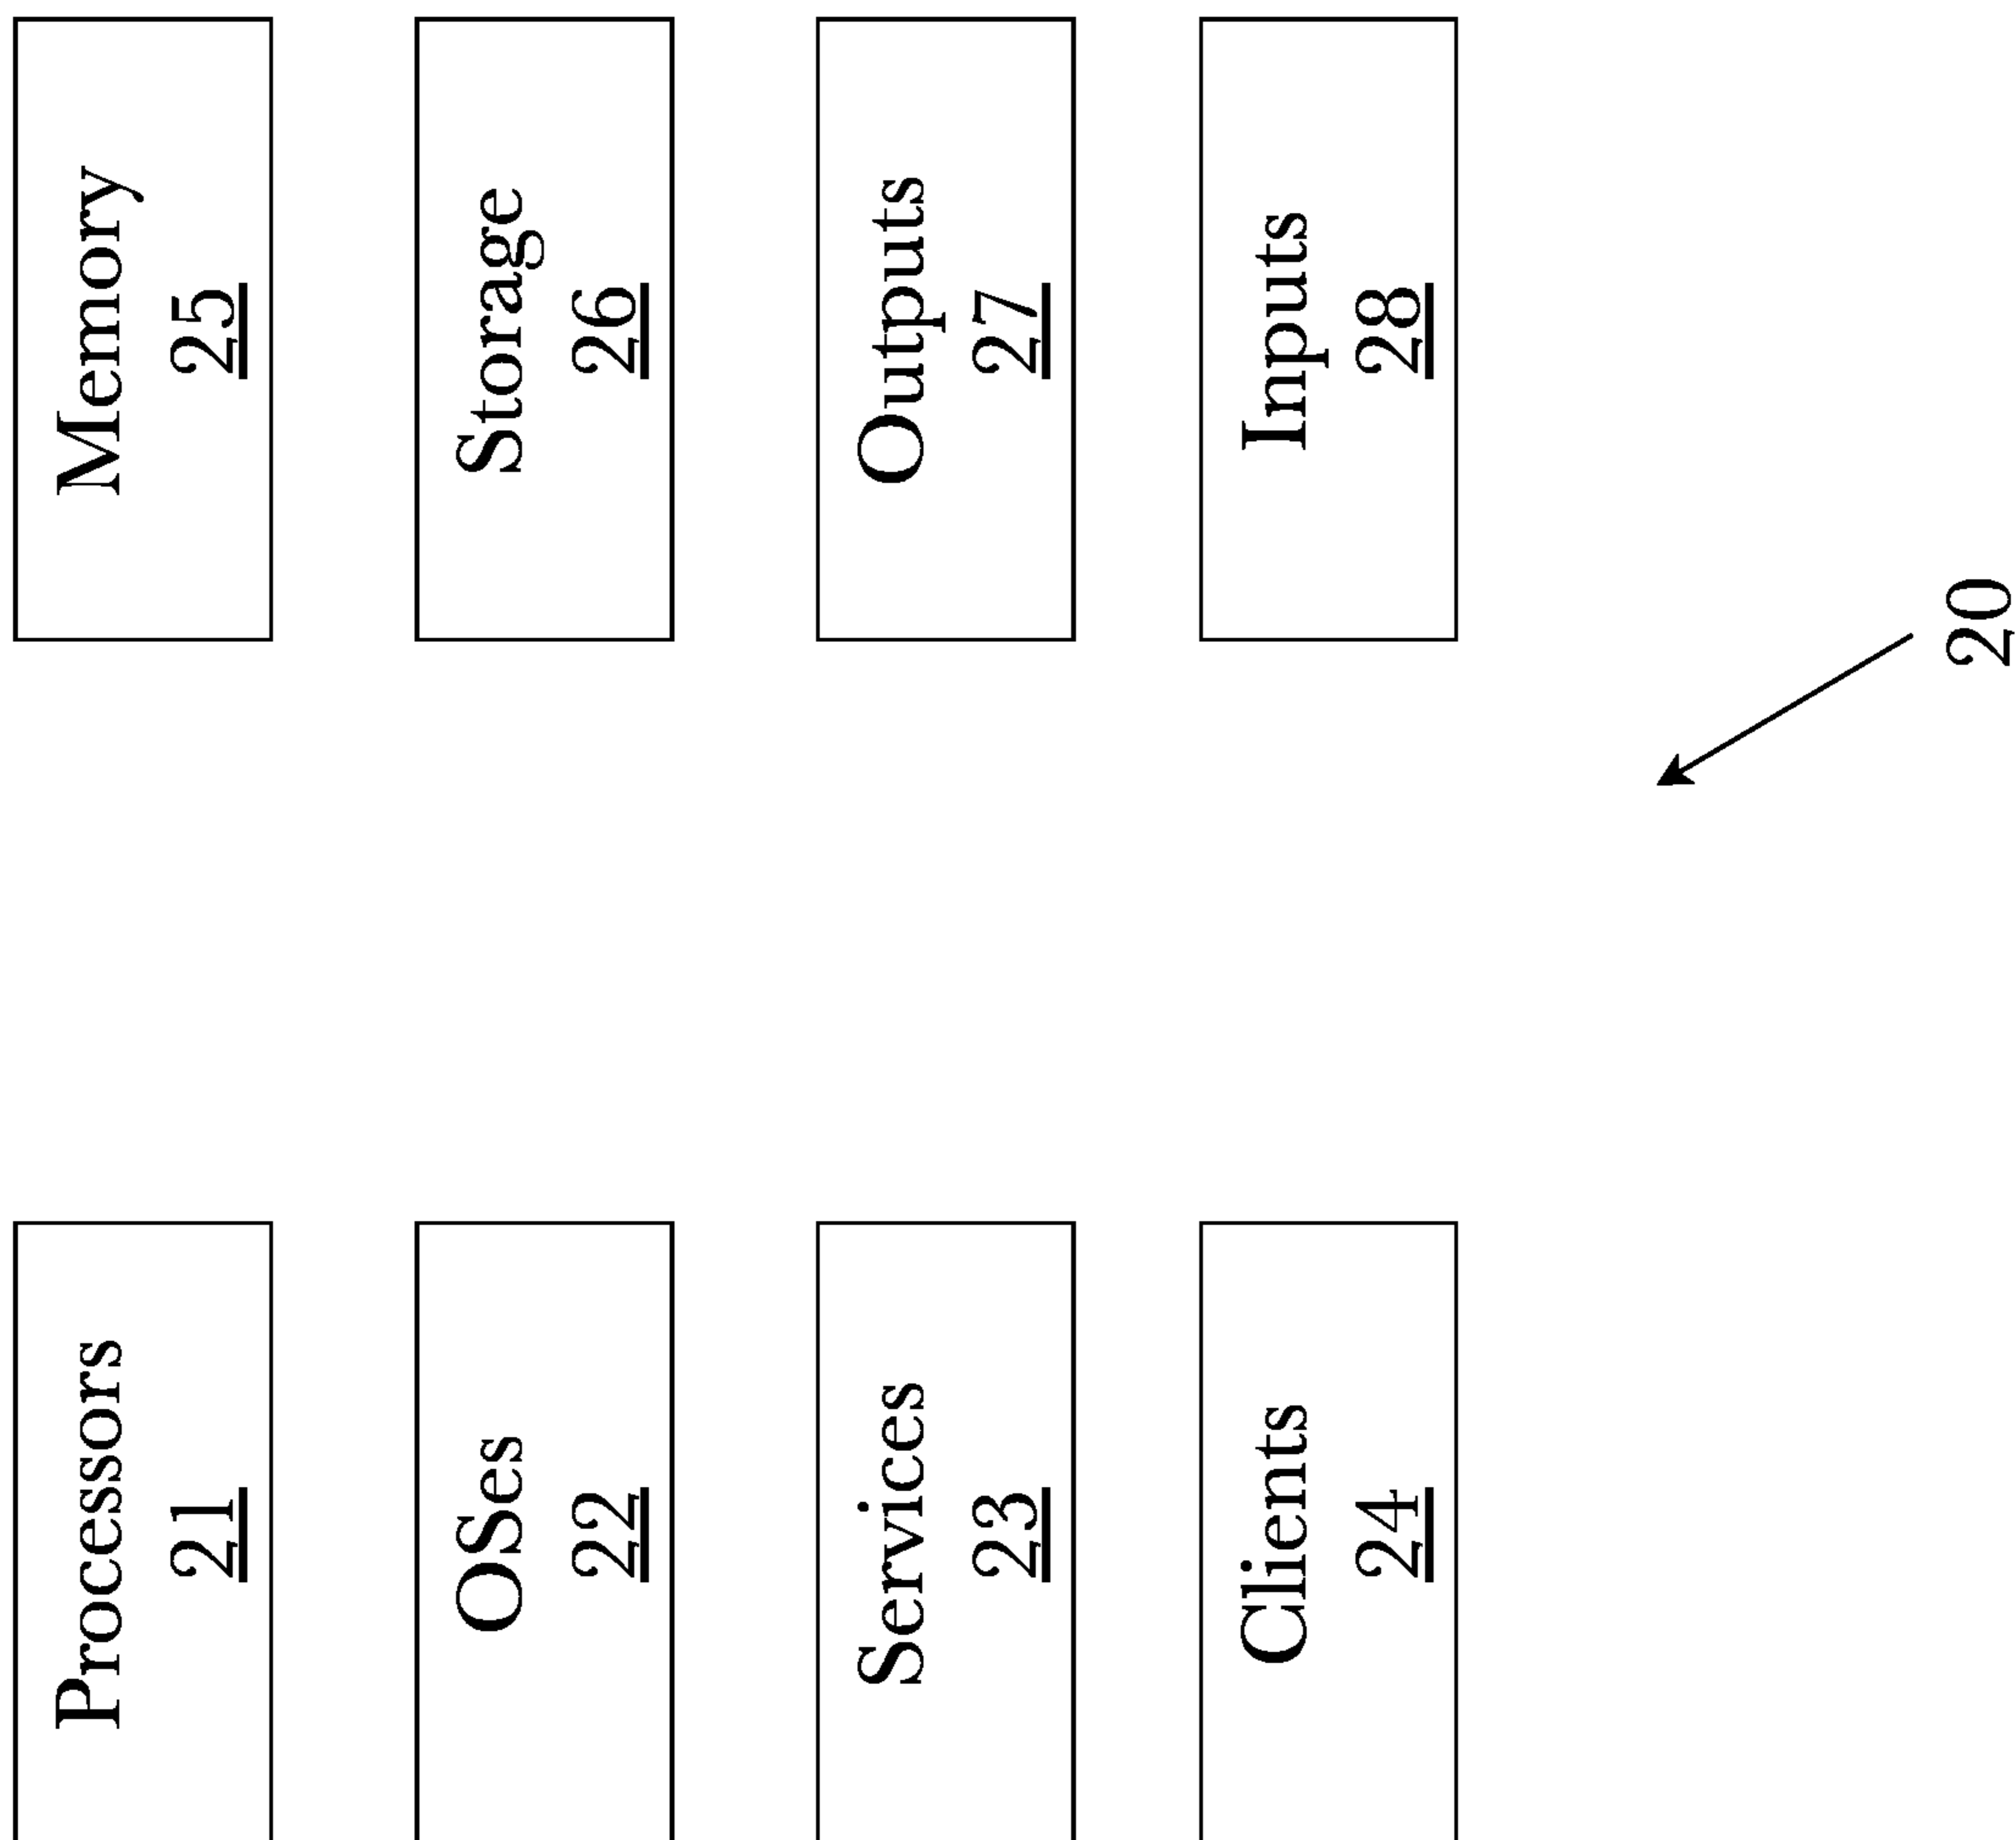 Processors
21
Memory
25
OSes
22
Storage
26
Services
23
Outputs
27
Clients
24
Inputs
28
20